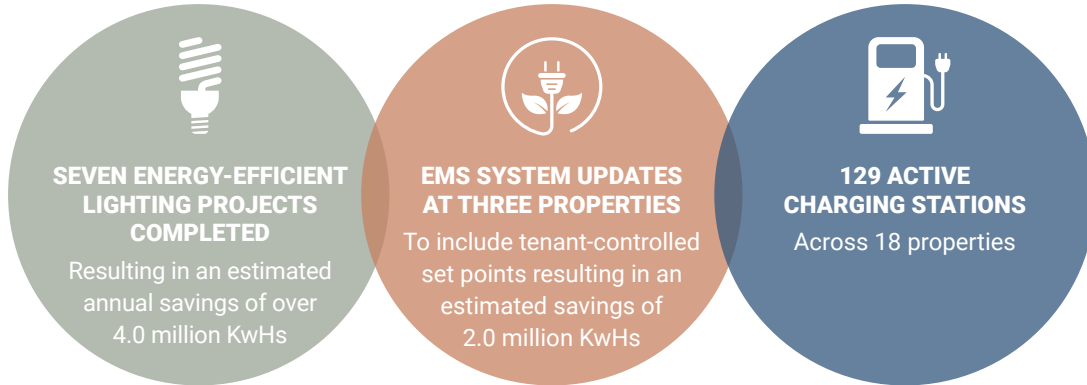 SEVEN ENERGY-EFFICIENT
LIGHTING PROJECTS
COMPLETED
Resulting in an estimated
annual savings of over
4.0 million KwHs
EMS SYSTEM UPDATES
AT THREE PROPERTIES
To include tenant-controlled
set points resulting in an
estimated savings of
2.0 million KwHs
129 ACTIVE
CHARGING STATIONS
Across 18 properties